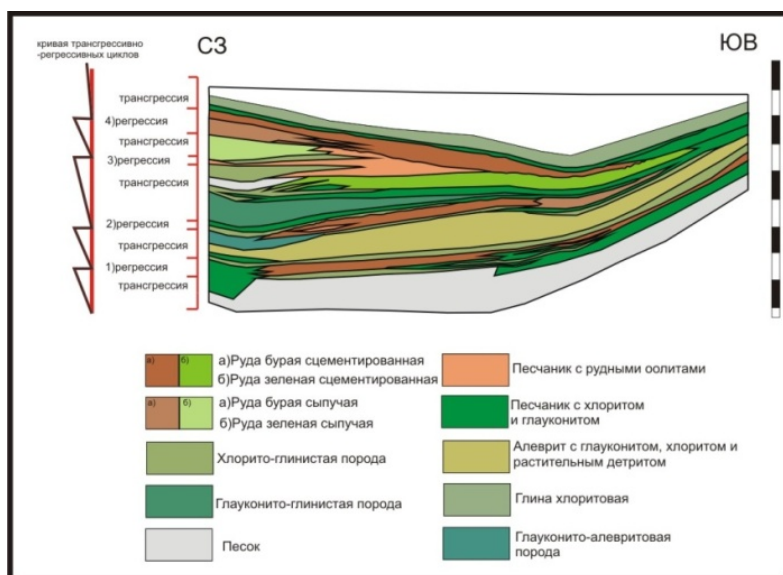 кривая трансгрессивно
-регрессивных циклов
СЗ
ЮВ
трансгрессия
4)регрессия
трансгрессия
3)регрессия
трансгрессия
2)регрессия
трансгрессия
1)регрессия
трансгрессия
а) б)
а)Руда бурая сцементированная
б)Руда зеленая сцементированная
а) б)
а)Руда бурая сыпучая
б)Руда зеленая сыпучая
Хлорито-глинистая порода
Глауконито-глинистая порода
Песок
Песчаник с рудными оолитами
Песчаник с хлоритом
и глауконитом
Алеврит с глауконитом, хлоритом и
растительным детритом
Глина хлоритовая
Глауконито-алевритовая
порода